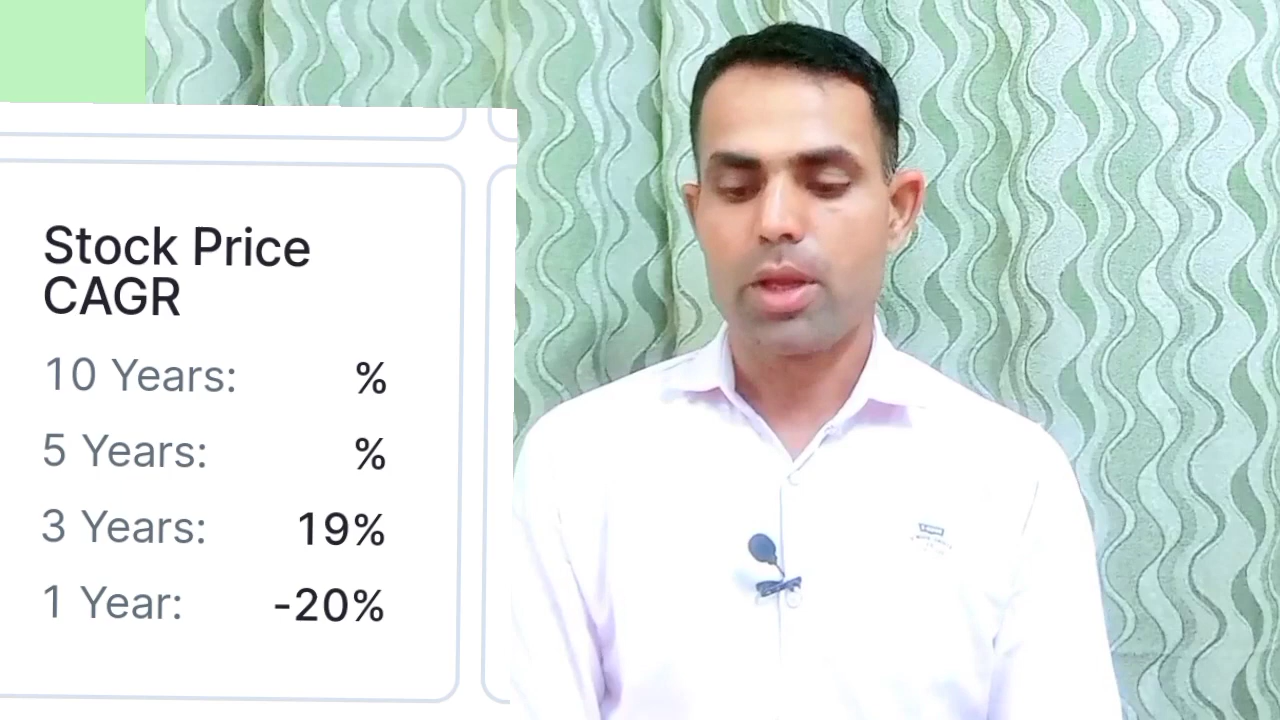 Stock Price
CAGR
10 Years: %
5 Years: %
3 Years: 19%
1 Year: -20%